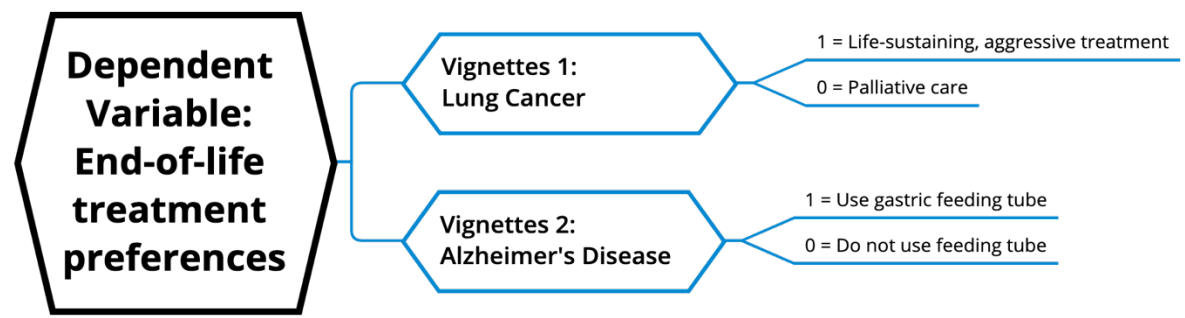 Dependent
Variable:
End-of-life
treatment
preferences
Vignettes 1:
Lung Cancer
1 = Life-sustaining, aggressive treatment
0 = Palliative care
Vignettes 2:
Alzheimer's Disease
1 = Use gastric feeding tube
0 = Do not use feeding tube